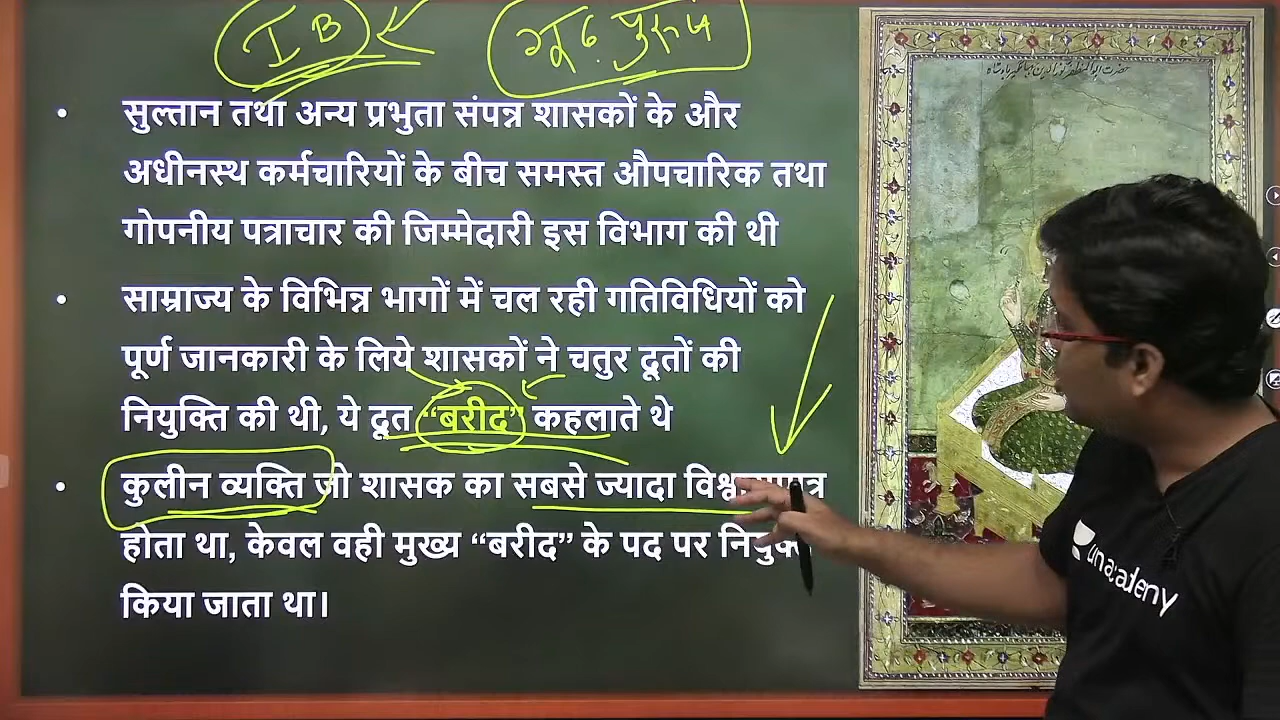 IB गूढ़ पुरुष
• सुल्तान तथा अन्य प्रभुता संपन्न शासकों के और
अधीनस्थ कर्मचारियों के बीच समस्त औपचारिक तथा
गोपनीय पत्राचार की जिम्मेदारी इस विभाग की थी
• साम्राज्य के विभिन्न भागों में चल रही गतिविधियों को
पूर्ण जानकारी के लिये शासकों ने चतुर दूतों की
नियुक्ति की थी, ये दूत “बरीद” कहलाते थे
• कुलीन व्यक्ति जो शासक का सबसे ज्यादा
होता था, केवल वही मुख्य “बरीद” के पद पर
किया जाता था।
unacademy